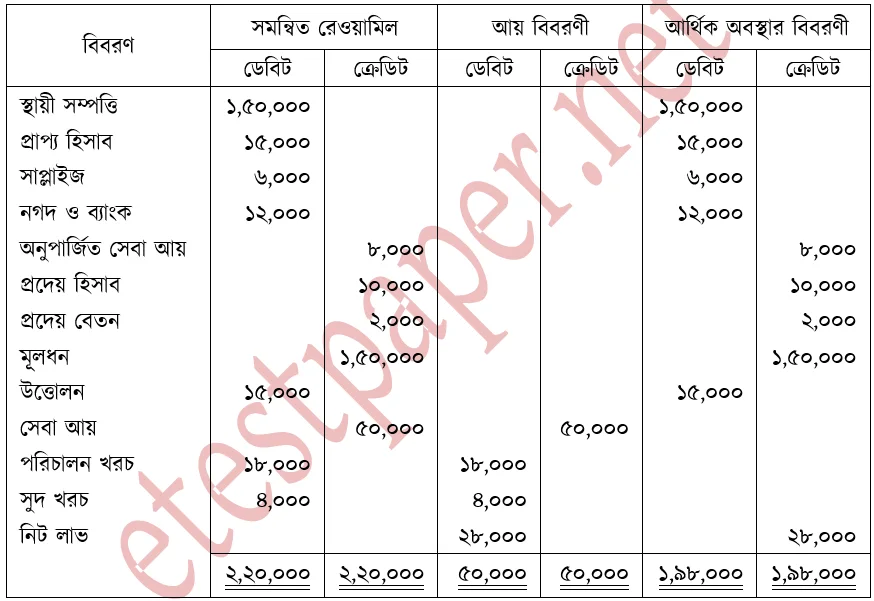 বিবরণ সমন্বিত রেওয়ামিল আয় বিবরণী আর্থিক অবস্থার বিবরণী
ডেবিট ক্রেডিট ডেবিট ক্রেডিট ডেবিট ক্রেডিট
স্থায়ী সম্পত্তি ১,৫০,০০০ ১,৫০,০০০
প্রাপ্য হিসাব ১৫,০০০ ১৫,০০০
সাপ্লাইজ ৬,০০০ ৬,০০০
নগদ ও ব্যাংক ১২,০০০ ১২,০০০
অনুপার্জিত সেবা আয় ৮,০০০ ৮,০০০
প্রদেয় হিসাব ১০,০০০ ১০,০০০
প্রদেয় বেতন ২,০০০ ২,০০০
মূলধন ১,৫০,০০০ ১,৫০,০০০
উত্তোলন ১৫,০০০ ১৫,০০০
সেবা আয় ৫০,০০০ ৫০,০০০
পরিচালন খরচ ১৮,০০০ ১৮,০০০
সুদ খরচ ৪,০০০ ৪,০০০
নিট লাভ ২৮,০০০ ২৮,০০০
২,২০,০০০ ২,২০,০০০ ৫০,০০০ ৫০,০০০ ১,৯৮,০০০ ১,৯৮,০০০
etestpaper.net